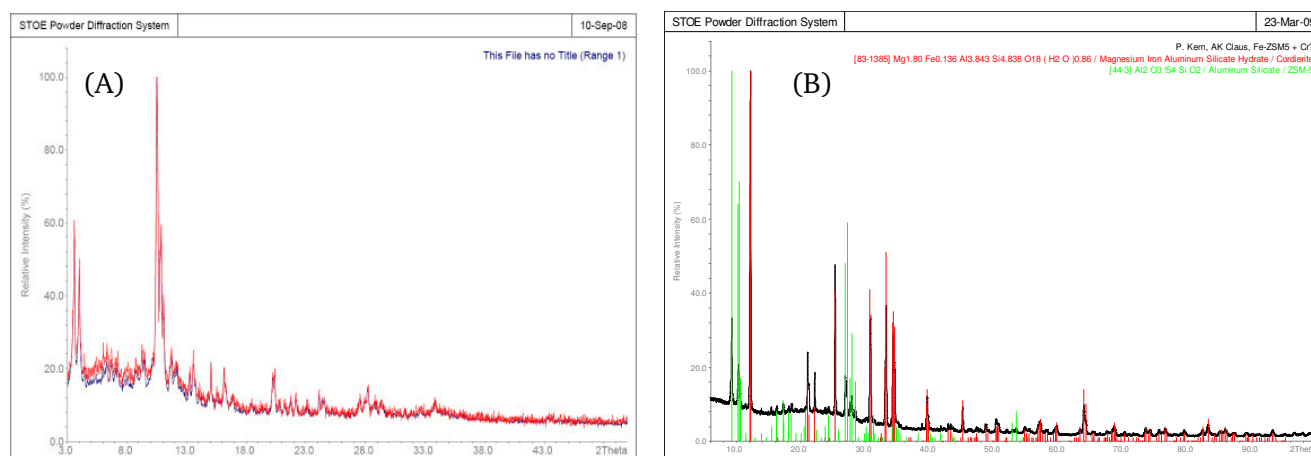 STOE Powder Diffraction System
10-Sep-08
This File has no Title (Range 1)
(A)
100.0
80.0
60.0
40.0
20.0
0.0
Relative Intensity (%)
3.0 8.0 13.0 18.0 23.0 28.0 33.0 38.0 43.0 2Theta
STOE Powder Diffraction System
23-Mar-09
P. Kern, AK Claus, Fe-ZSM5 + Cr?
[83-1385] Mg1.80 Fe0.136 Al3.843 Si4.838 O18 ( H2 O )0.86 / Magnesium Iron Aluminum Silicate Hydrate / Cordierite
[44-3] Al2 O3 !54 Si O2 / Aluminum Silicate / ZSM-5
(B)
100.0
80.0
60.0
40.0
20.0
0.0
Relative Intensity (%)
10.0 20.0 30.0 40.0 50.0 60.0 70.0 80.0 90.0 2Th